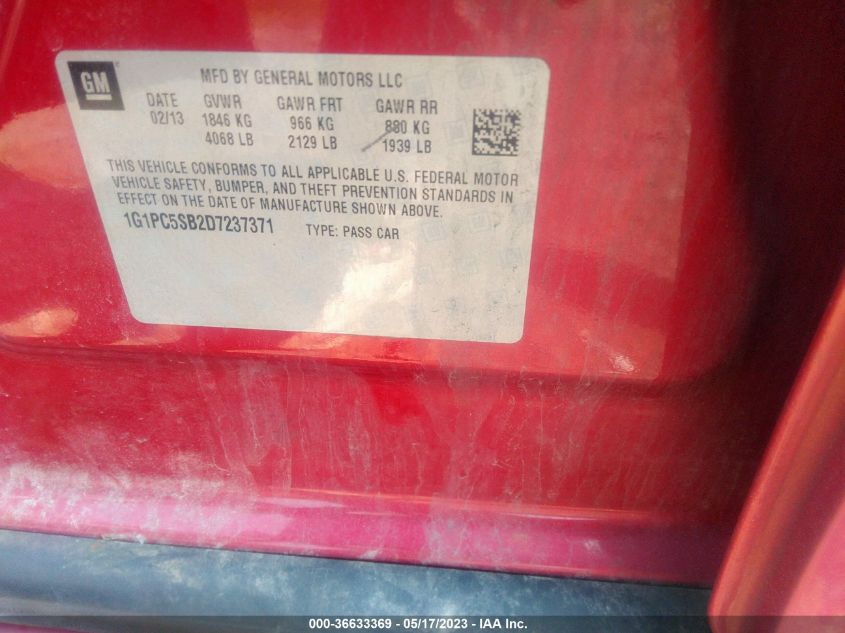 GM
MFD BY GENERAL MOTORS LLC
DATE GVWR GAWR FRT GAWR RR
02/13 1846 KG 966 KG 880 KG
4068 LB 2129 LB 1939 LB
THIS VEHICLE CONFORMS TO ALL APPLICABLE U.S. FEDERAL MOTOR
VEHICLE SAFETY, BUMPER, AND THEFT PREVENTION STANDARDS IN
EFFECT ON THE DATE OF MANUFACTURE SHOWN ABOVE.
1G1PC5SB2D7237371 TYPE: PASS CAR
000-36633369 - 05/17/2023 - IAA Inc.